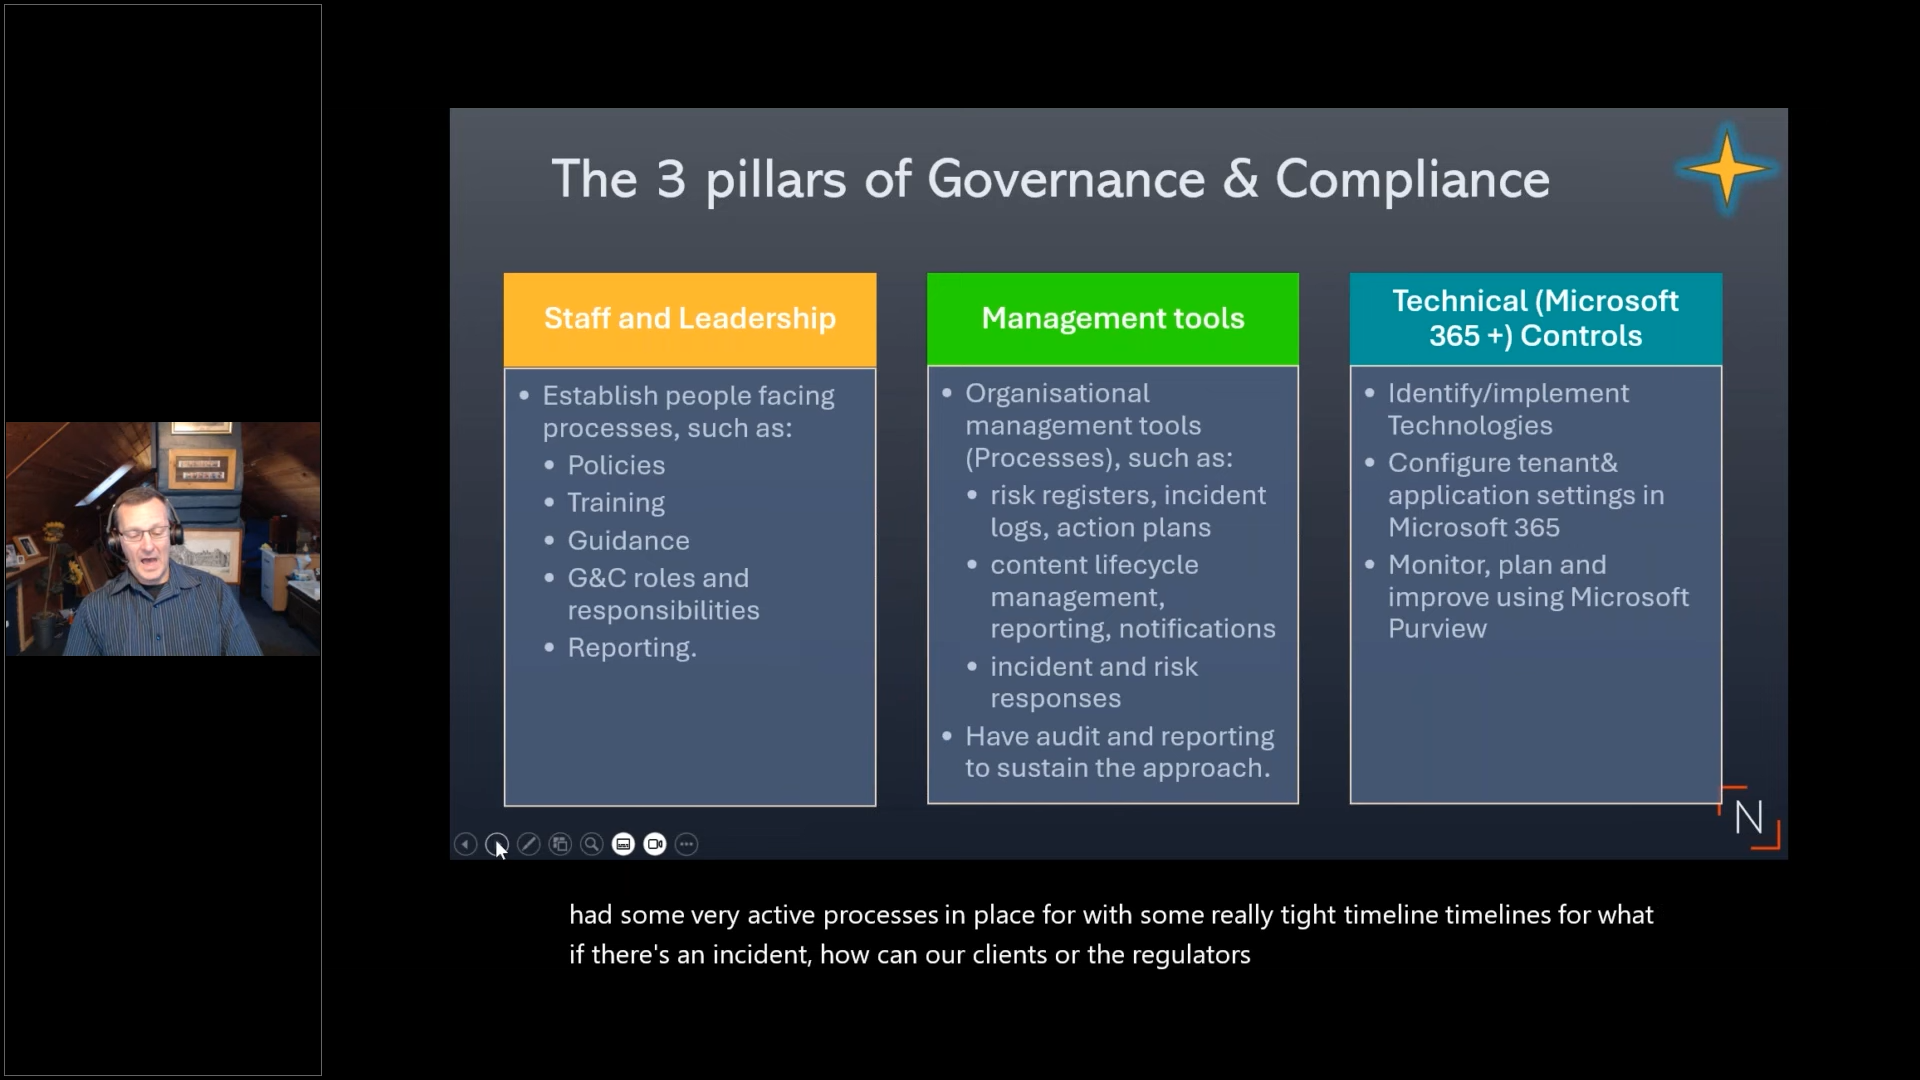 The 3 pillars of Governance & Compliance
Staff and Leadership
• Establish people facing
processes, such as:
• Policies
• Training
• Guidance
• G&C roles and
responsibilities
• Reporting.
Management tools
• Organisational
management tools
(Processes), such as:
• risk registers, incident
logs, action plans
• content lifecycle
management,
reporting, notifications
• incident and risk
responses
• Have audit and reporting
to sustain the approach.
Technical (Microsoft
365 +) Controls
• Identify/implement
Technologies
• Configure tenant&
application settings in
Microsoft 365
• Monitor, plan and
improve using Microsoft
Purview
N
had some very active processes in place for with some really tight timeline timelines for what
if there's an incident, how can our clients or the regulators